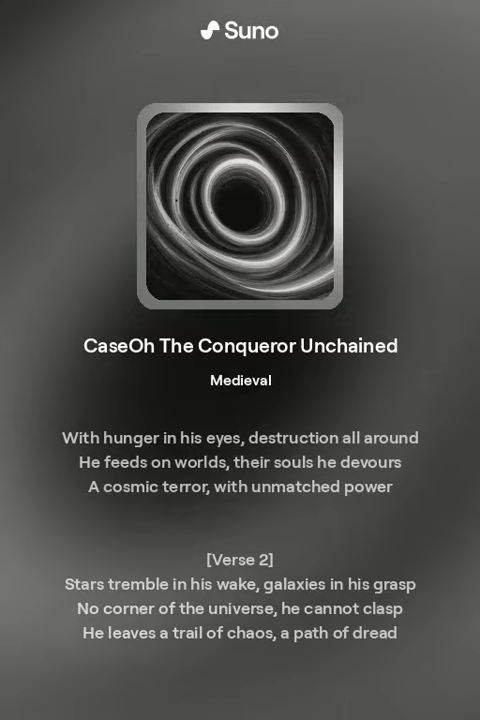 Suno
CaseOh The Conqueror Unchained
Medieval
With hunger in his eyes, destruction all around
He feeds on worlds, their souls he devours
A cosmic terror, with unmatched power
[Verse 2]
Stars tremble in his wake, galaxies in his grasp
No corner of the universe, he cannot clasp
He leaves a trail of chaos, a path of dread